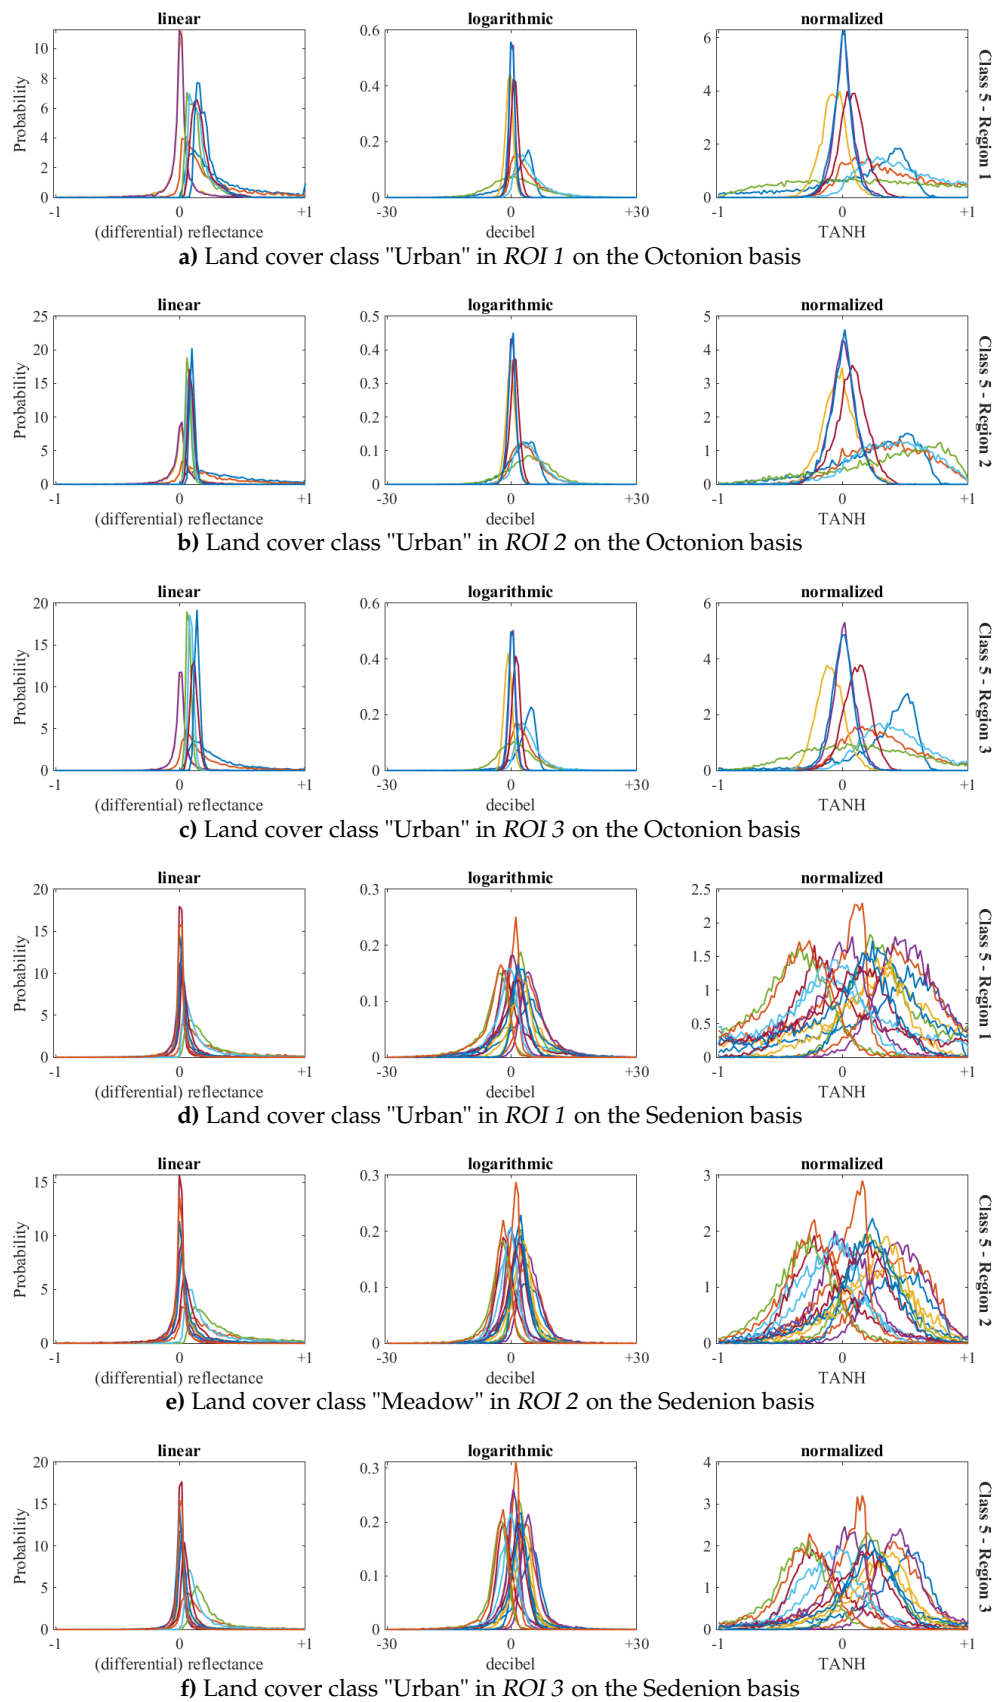 linear logarithmic normalized
Probability
10
8
6
4
2
0
-1 0 +1
(differential) reflectance
0.6
0.4
0.2
0
-30 0 +30
decibel
6
4
2
0
-1 0 +1
TANH
Class 5 - Region 1
a) Land cover class "Urban" in ROI 1 on the Octonion basis
linear logarithmic normalized
Probability
25
20
15
10
5
0
-1 0 +1
(differential) reflectance
0.5
0.4
0.3
0.2
0.1
0
-30 0 +30
decibel
5
4
3
2
1
0
-1 0 +1
TANH
Class 5 - Region 2
b) Land cover class "Urban" in ROI 2 on the Octonion basis
linear logarithmic normalized
Probability
20
15
10
5
0
-1 0 +1
(differential) reflectance
0.6
0.4
0.2
0
-30 0 +30
decibel
6
4
2
0
-1 0 +1
TANH
Class 5 - Region 3
c) Land cover class "Urban" in ROI 3 on the Octonion basis
linear logarithmic normalized
Probability
20
15
10
5
0
-1 0 +1
(differential) reflectance
0.3
0.2
0.1
0
-30 0 +30
decibel
2.5
2
1.5
1
0.5
0
-1 0 +1
TANH
Class 5 - Region 1
d) Land cover class "Urban" in ROI 1 on the Sedenion basis
linear logarithmic normalized
Probability
15
10
5
0
-1 0 +1
(differential) reflectance
0.3
0.2
0.1
0
-30 0 +30
decibel
3
2
1
0
-1 0 +1
TANH
Class 5 - Region 2
e) Land cover class "Meadow" in ROI 2 on the Sedenion basis
linear logarithmic normalized
Probability
20
15
10
5
0
-1 0 +1
(differential) reflectance
0.3
0.2
0.1
0
-30 0 +30
decibel
4
3
2
1
0
-1 0 +1
TANH
Class 5 - Region 3
f) Land cover class "Urban" in ROI 3 on the Sedenion basis